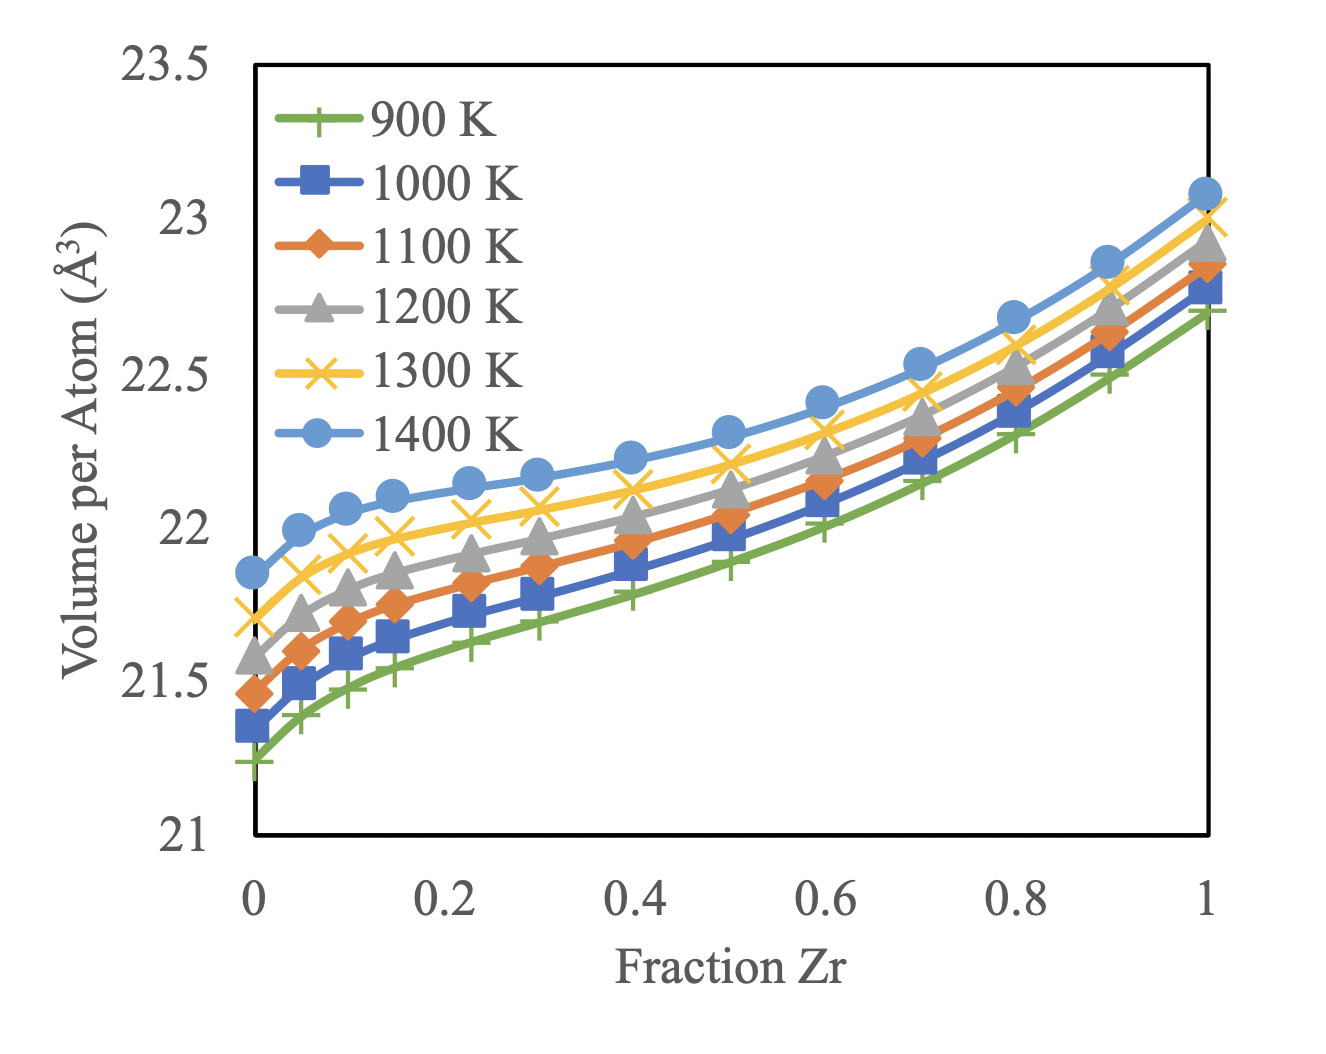 23.5
23
22.5
22
21.5
21
Volume per Atom (Å³)
900 K
1000 K
1100 K
1200 K
1300 K
1400 K
0 0.2 0.4 0.6 0.8 1
Fraction Zr